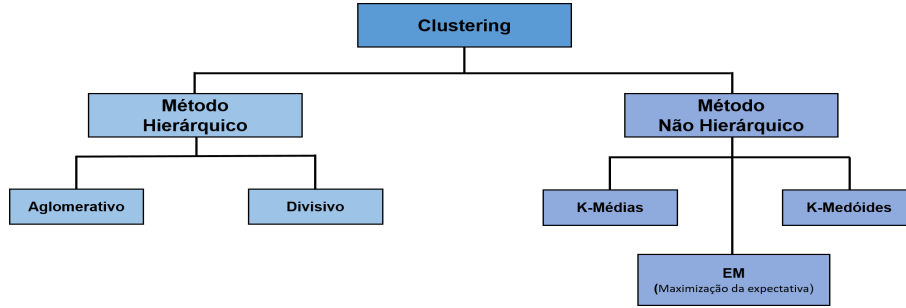 Clustering
Método
Hierárquico
Método
Não Hierárquico
Aglomerativo
Divisivo
K-Médias
K-Medóides
EM
(Maximização da expectativa)